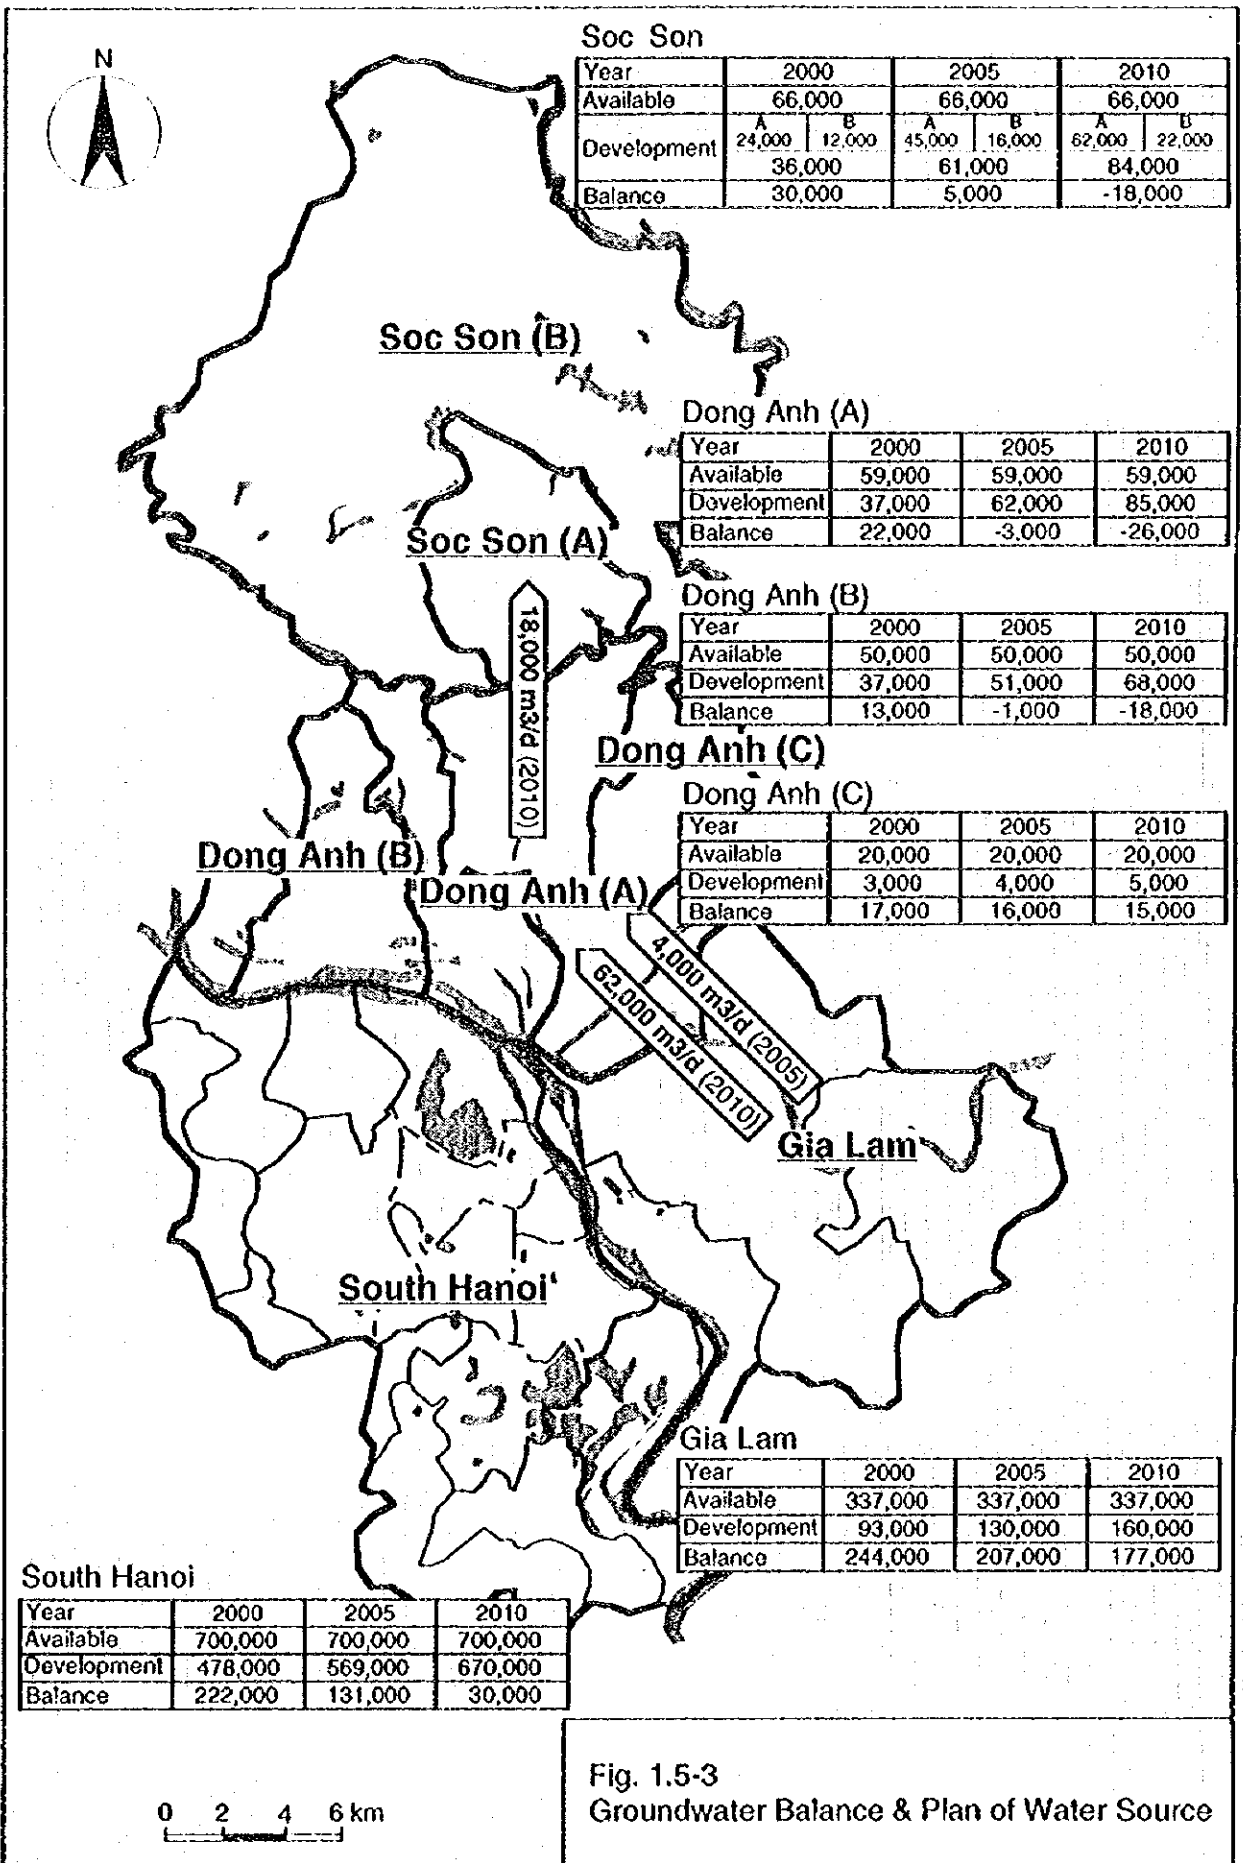 N
Soc Son
Year 2000 2005 2010
Available 66,000 66,000 66,000
A B A B A B
Development 24,000 12,000 45,000 16,000 62,000 22,000
36,000 61,000 84,000
Balance 30,000 5,000 -18,000
Soc Son (B)
Dong Anh (A)
Year 2000 2005 2010
Available 59,000 59,000 59,000
Development 37,000 62,000 85,000
Balance 22,000 -3,000 -26,000
Soc Son (A)
18,000 m3/d (2010)
Dong Anh (B)
Year 2000 2005 2010
Available 50,000 50,000 50,000
Development 37,000 51,000 68,000
Balance 13,000 -1,000 -18,000
Dong Anh (C)
Dong Anh (C)
Year 2000 2005 2010
Available 20,000 20,000 20,000
Development 3,000 4,000 5,000
Balance 17,000 16,000 15,000
Dong Anh (B)
Dong Anh (A)
4,000 m3/d (2005)
62,000 m3/d (2010)
Gia Lam
South Hanoi
Gia Lam
Year 2000 2005 2010
Available 337,000 337,000 337,000
Development 93,000 130,000 160,000
Balance 244,000 207,000 177,000
South Hanoi
Year 2000 2005 2010
Available 700,000 700,000 700,000
Development 478,000 569,000 670,000
Balance 222,000 131,000 30,000
0 2 4 6 km
Fig. 1.5-3
Groundwater Balance & Plan of Water Source